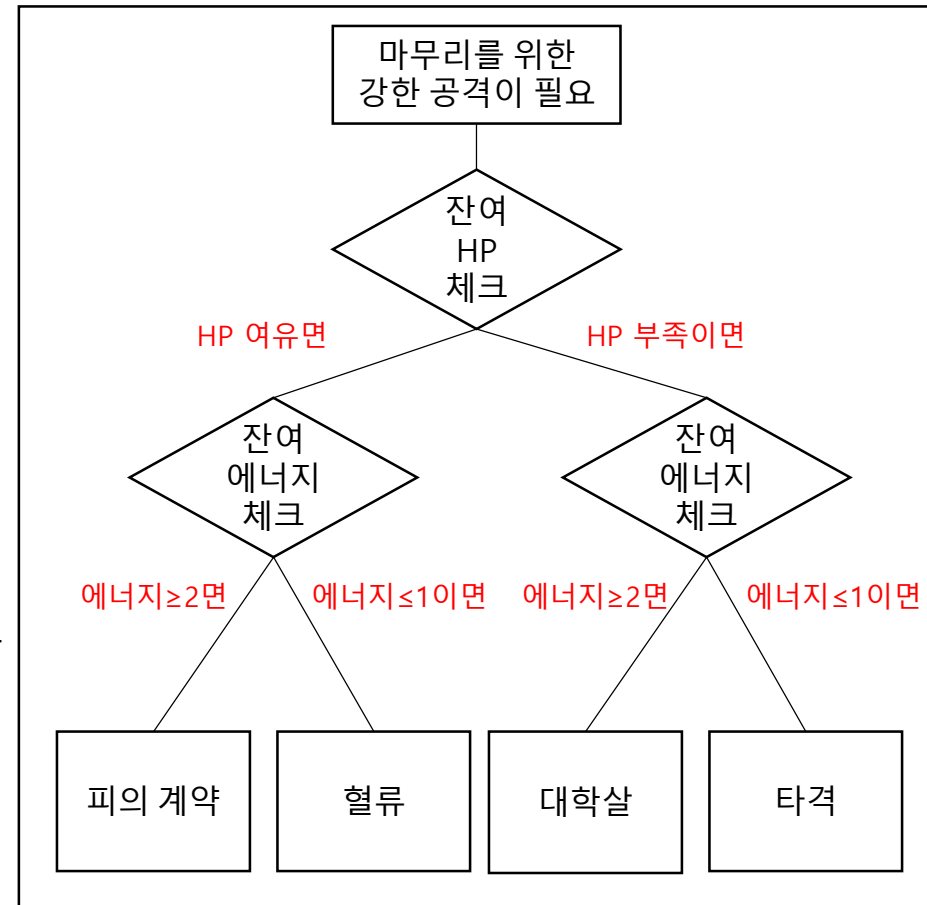 마무리를 위한
강한 공격이 필요
잔여
HP
체크
HP 여유면
HP 부족이면
잔여
에너지
체크
잔여
에너지
체크
에너지≥2면
에너지≤1이면
에너지≥2면
에너지≤1이면
피의 계약
혈류
대학살
타격